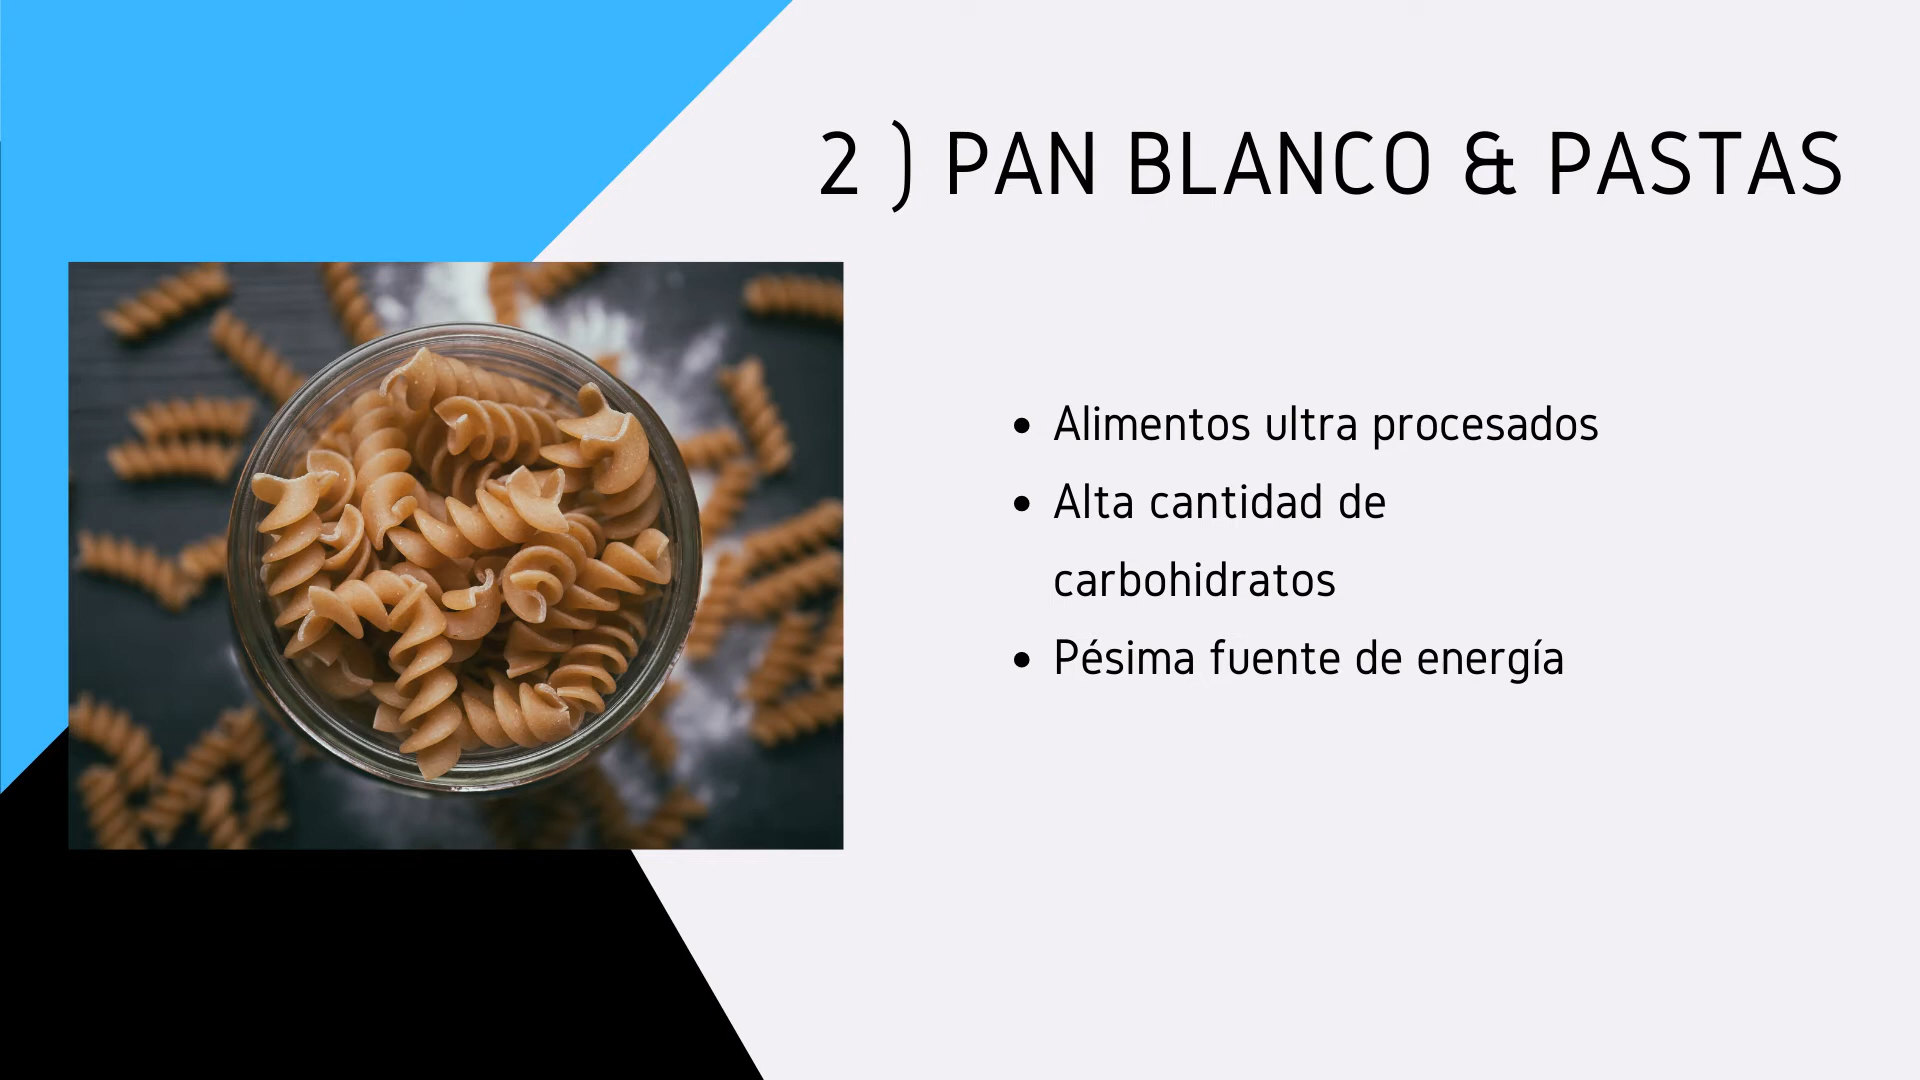 2 ) PAN BLANCO & PASTAS
• Alimentos ultra procesados
• Alta cantidad de
carbohidratos
• Pésima fuente de energía